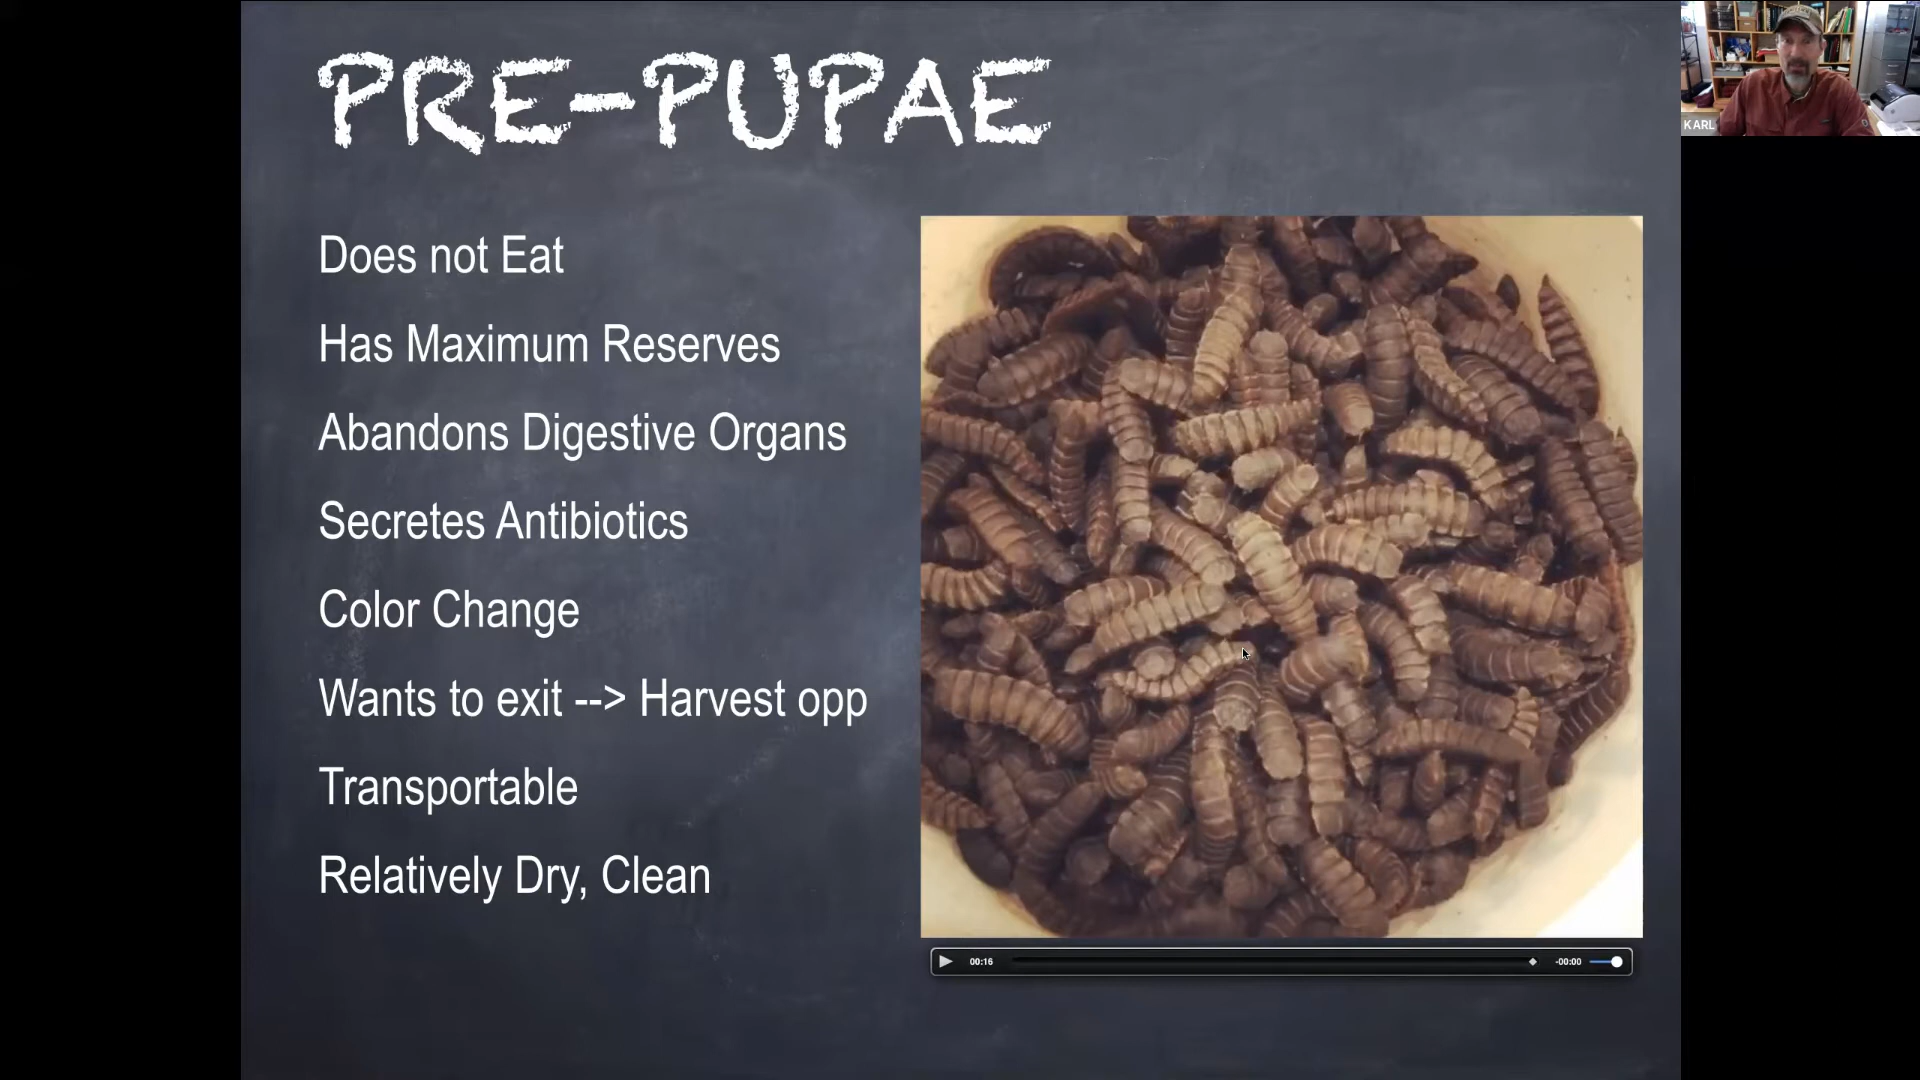 PRE-PUPAE
KARL
Does not Eat
Has Maximum Reserves
Abandons Digestive Organs
Secretes Antibiotics
Color Change
Wants to exit --> Harvest opp
Transportable
Relatively Dry, Clean
00:16
-00:00